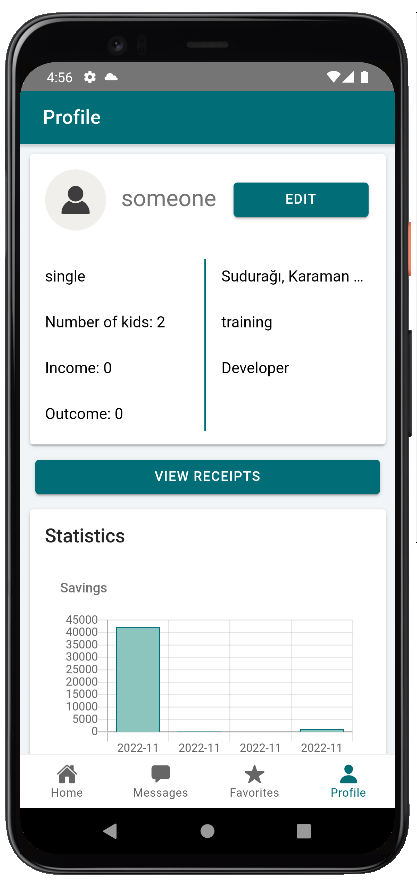 4:56
Profile
someone
EDIT
single
Sudurağı, Karaman ...
Number of kids: 2
training
Income: 0
Developer
Outcome: 0
VIEW RECEIPTS
Statistics
Savings
45000
40000
35000
30000
25000
20000
15000
10000
5000
0
2022-11 2022-11 2022-11 2022-11
Home Messages Favorites Profile